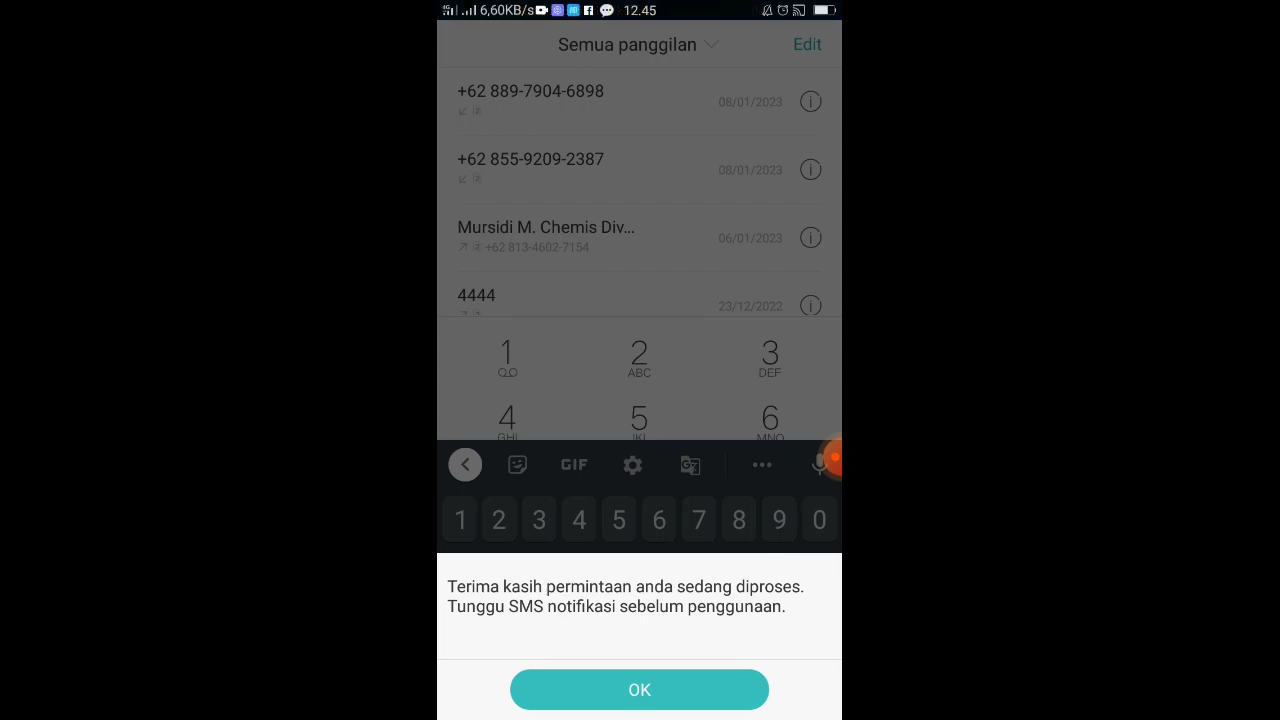 6,60KB/s 12.45
Semua panggilan Edit
+62 889-7904-6898
08/01/2023
+62 855-9209-2387
08/01/2023
Mursidi M. Chemis Div...
+62 813-4602-7154
06/01/2023
4444
23/12/2022
1 2 3
ABC DEF
4 5 6
GHI JKL MNO
GIF
1 2 3 4 5 6 7 8 9 0
Terima kasih permintaan anda sedang diproses.
Tunggu SMS notifikasi sebelum penggunaan.
OK